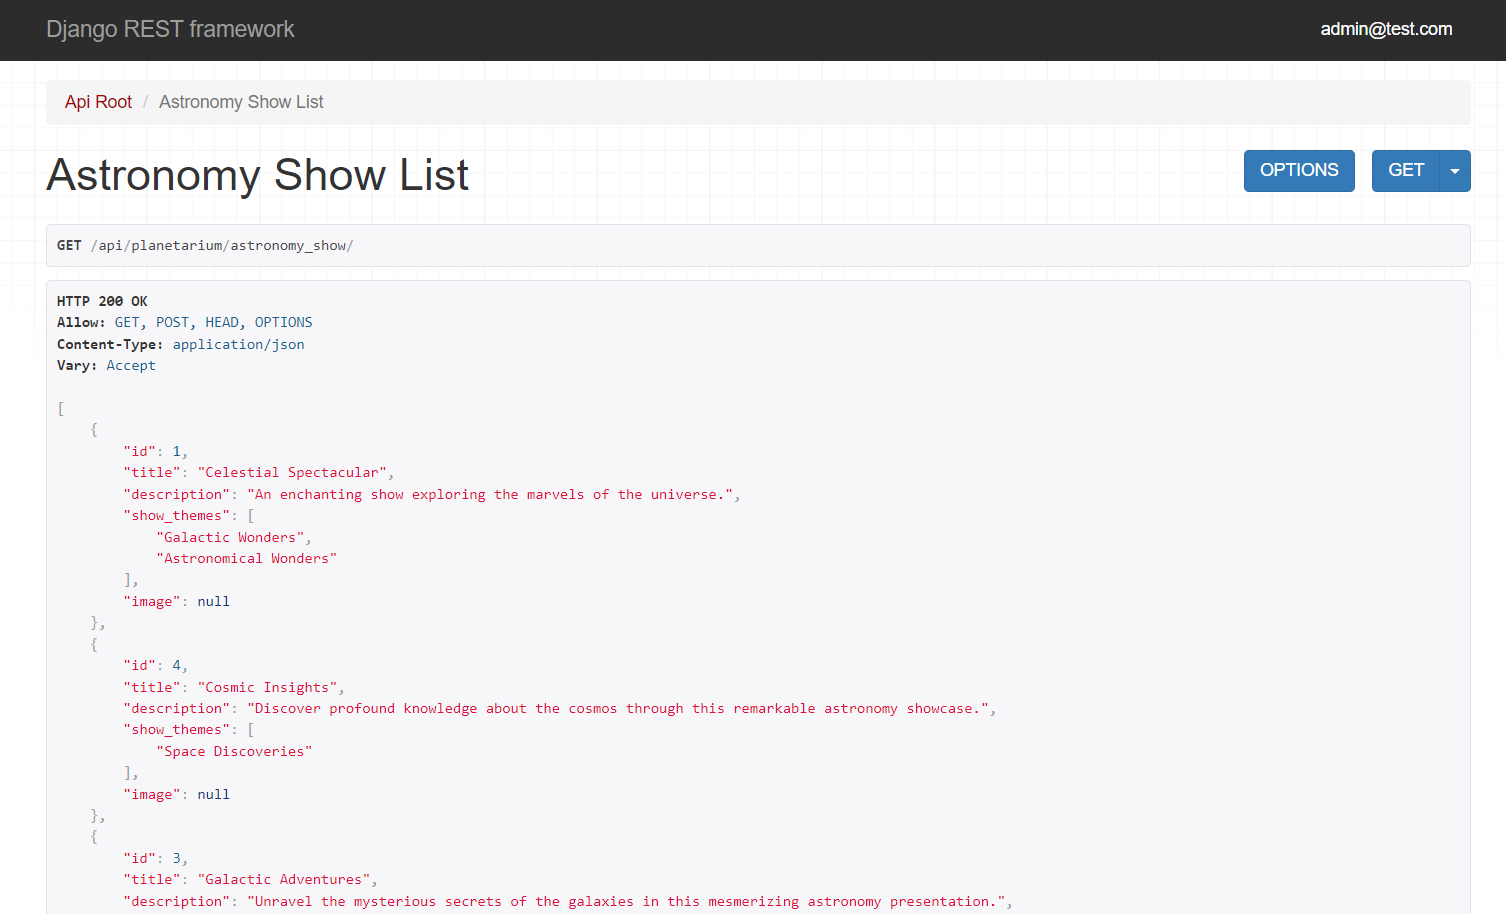 Django REST framework
admin@test.com
Api Root / Astronomy Show List
Astronomy Show List
OPTIONS
GET
GET /api/planetarium/astronomy_show/
HTTP 200 OK
Allow: GET, POST, HEAD, OPTIONS
Content-Type: application/json
Vary: Accept
[
    {
        "id": 1,
        "title": "Celestial Spectacular",
        "description": "An enchanting show exploring the marvels of the universe.",
        "show_themes": [
            "Galactic Wonders",
            "Astronomical Wonders"
        ],
        "image": null
    },
    {
        "id": 4,
        "title": "Cosmic Insights",
        "description": "Discover profound knowledge about the cosmos through this remarkable astronomy showcase.",
        "show_themes": [
            "Space Discoveries"
        ],
        "image": null
    },
    {
        "id": 3,
        "title": "Galactic Adventures",
        "description": "Unravel the mysterious secrets of the galaxies in this mesmerizing astronomy presentation.",